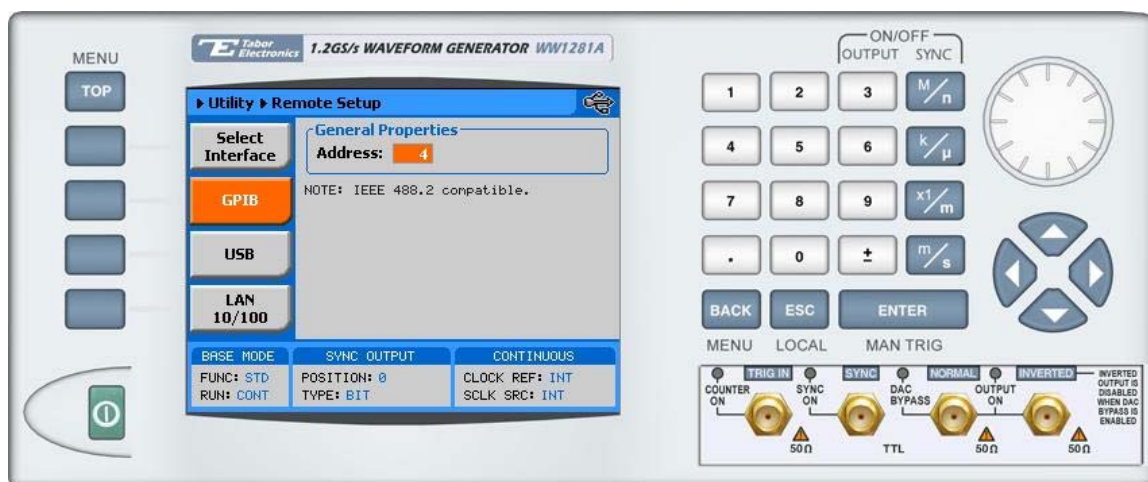 MENU
TOP
Tabor
Electronics
1.2GS/s WAVEFORM GENERATOR WW1281A
Utility Remote Setup
Select
Interface
GPIB
USB
LAN
10/100
General Properties
Address: 4
NOTE: IEEE 488.2 compatible.
BASE MODE
FUNC: STD
RUN: CONT
SYNC OUTPUT
POSITION: 0
TYPE: BIT
CONTINUOUS
CLOCK REF: INT
SCLK SRC: INT
ON/OFF
OUTPUT SYNC
1 2 3 M/n
4 5 6 k/µ
7 8 9 x1/m
. 0 ± m/s
BACK ESC ENTER
MENU LOCAL MAN TRIG
TRIG IN SYNC NORMAL INVERTED
COUNTER
ON
SYNC
ON
DAC
BYPASS
OUTPUT
ON
INVERTED
OUTPUT IS
DISABLED
WHEN DAC
BYPASS IS
ENABLED
50Ω TTL 50Ω 50Ω